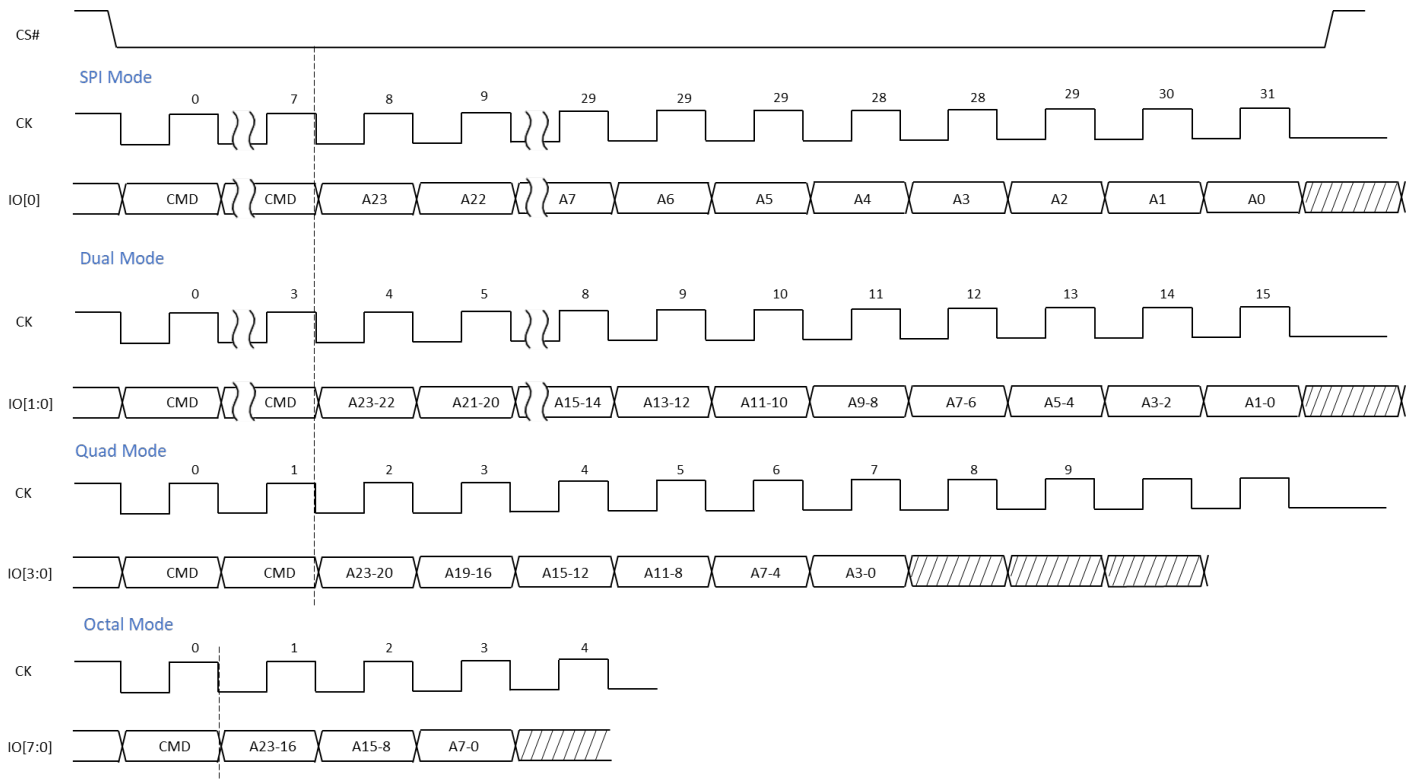 CS#
SPI Mode
0 7 8 9 29 29 29 28 28 29 30 31
CK
IO[0] CMD CMD A23 A22 A7 A6 A5 A4 A3 A2 A1 A0
Dual Mode
0 3 4 5 8 9 10 11 12 13 14 15
CK
IO[1:0] CMD CMD A23-22 A21-20 A15-14 A13-12 A11-10 A9-8 A7-6 A5-4 A3-2 A1-0
Quad Mode
0 1 2 3 4 5 6 7 8 9
CK
IO[3:0] CMD CMD A23-20 A19-16 A15-12 A11-8 A7-4 A3-0
Octal Mode
0 1 2 3 4
CK
IO[7:0] CMD A23-16 A15-8 A7-0